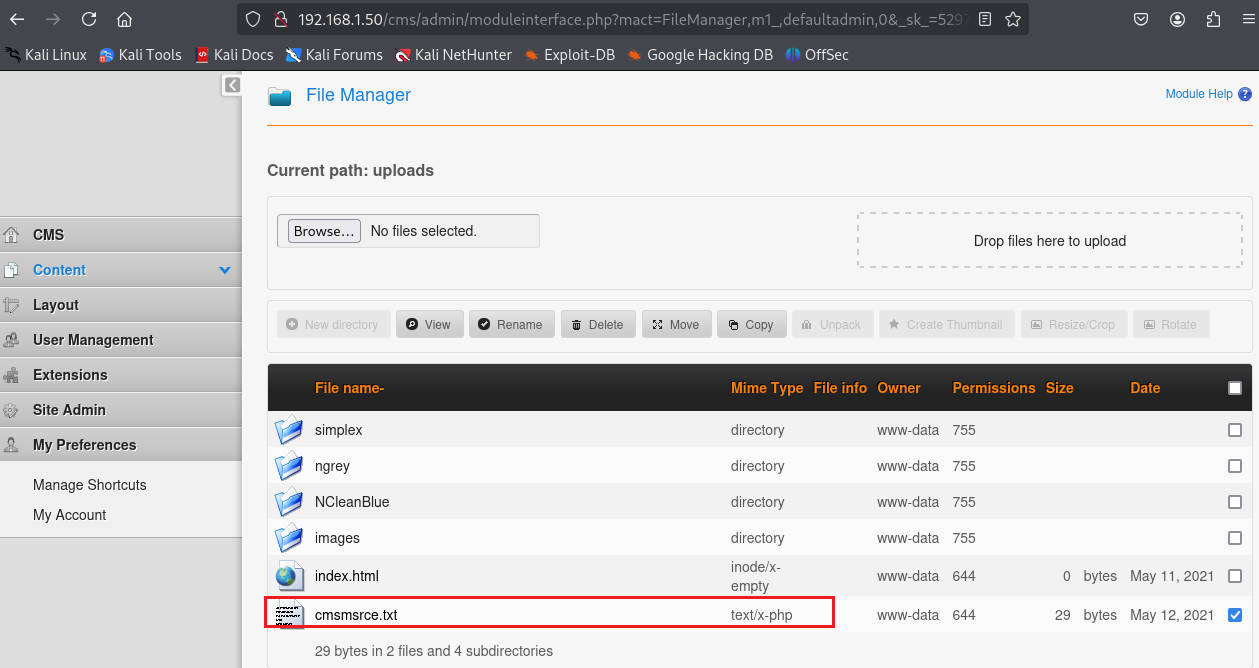 192.168.1.50/cms/admin/moduleinterface.php?mact=FileManager,m1_,defaultadmin,0&_sk_=529
Kali Linux Kali Tools Kali Docs Kali Forums Kali NetHunter Exploit-DB Google Hacking DB OffSec
File Manager
Module Help ?
Current path: uploads
Browse... No files selected.
Drop files here to upload
CMS
Content
Layout
User Management
Extensions
Site Admin
My Preferences
Manage Shortcuts
My Account
New directory View Rename Delete Move Copy Unpack Create Thumbnail Resize/Crop Rotate
File name- Mime Type File info Owner Permissions Size Date
simplex directory www-data 755
ngrey directory www-data 755
NCleanBlue directory www-data 755
images directory www-data 755
index.html inode/x-empty www-data 644 0 bytes May 11, 2021
cmsmsrce.txt text/x-php www-data 644 29 bytes May 12, 2021
29 bytes in 2 files and 4 subdirectories